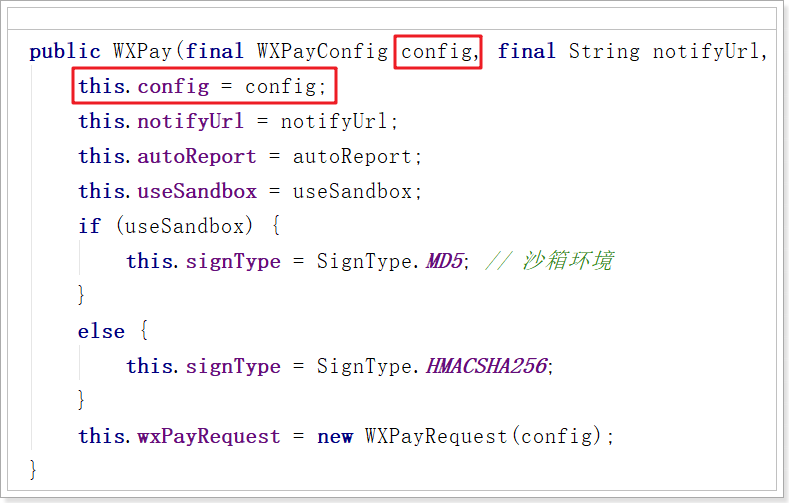 public WXPay(final WXPayConfig config, final String notifyUrl,
this.config = config;
this.notifyUrl = notifyUrl;
this.autoReport = autoReport;
this.useSandbox = useSandbox;
if (useSandbox) {
this.signType = SignType.MD5; // 沙箱环境
}
else {
this.signType = SignType.HMACSHA256;
}
this.wxPayRequest = new WXPayRequest(config);
}